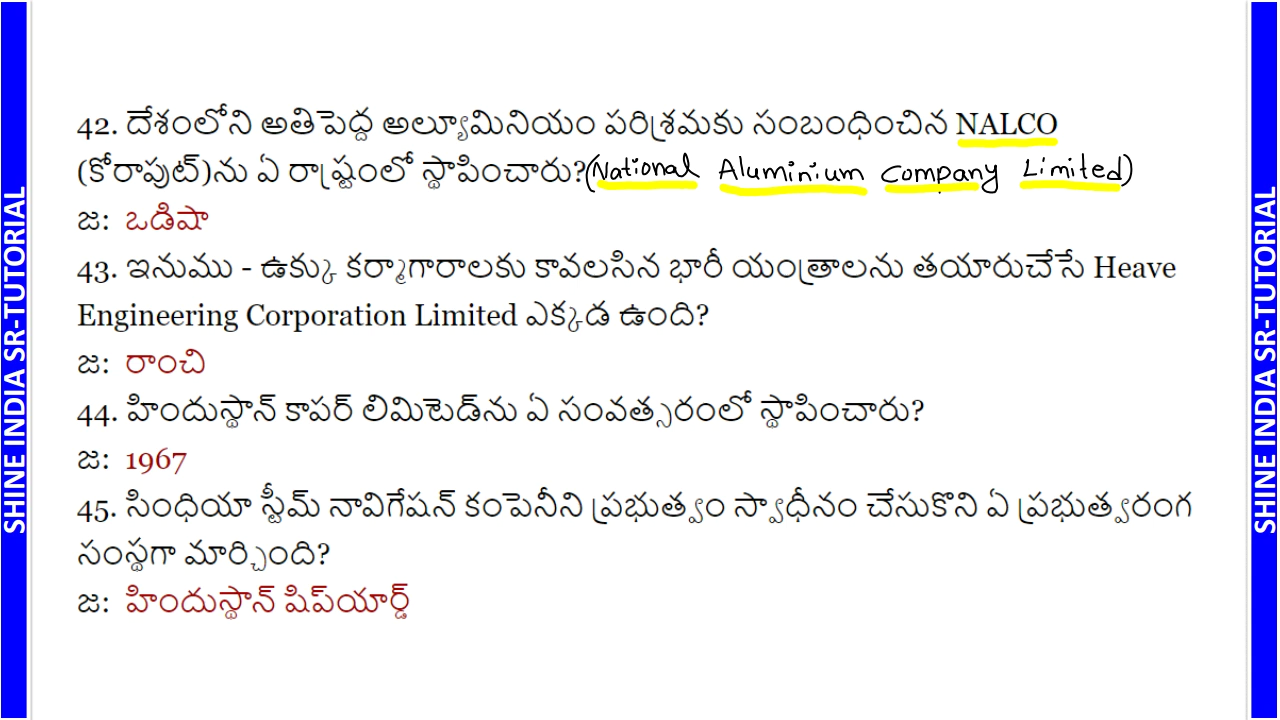 SHINE INDIA SR-TUTORIAL
42. దేశంలోని అతిపెద్ద అల్యూమినియం పరిశ్రమకు సంబంధించిన NALCO
(కోరాపుట్)ను ఏ రాష్ట్రంలో స్థాపించారు?(National Aluminium Company Limited)
జ: ఒడిషా
43. ఇనుము - ఉక్కు కర్మాగారాలకు కావలసిన భారీ యంత్రాలను తయారుచేసే Heave
Engineering Corporation Limited ఎక్కడ ఉంది?
జ: రాంచి
44. హిందుస్థాన్ కాపర్ లిమిటెడ్‌ను ఏ సంవత్సరంలో స్థాపించారు?
జ: 1967
45. సింధియా స్టీమ్ నావిగేషన్ కంపెనీని ప్రభుత్వం స్వాధీనం చేసుకొని ఏ ప్రభుత్వరంగ
సంస్థగా మార్చింది?
జ: హిందుస్థాన్ షిప్‌యార్డ్
SHINE INDIA SR-TUTORIAL